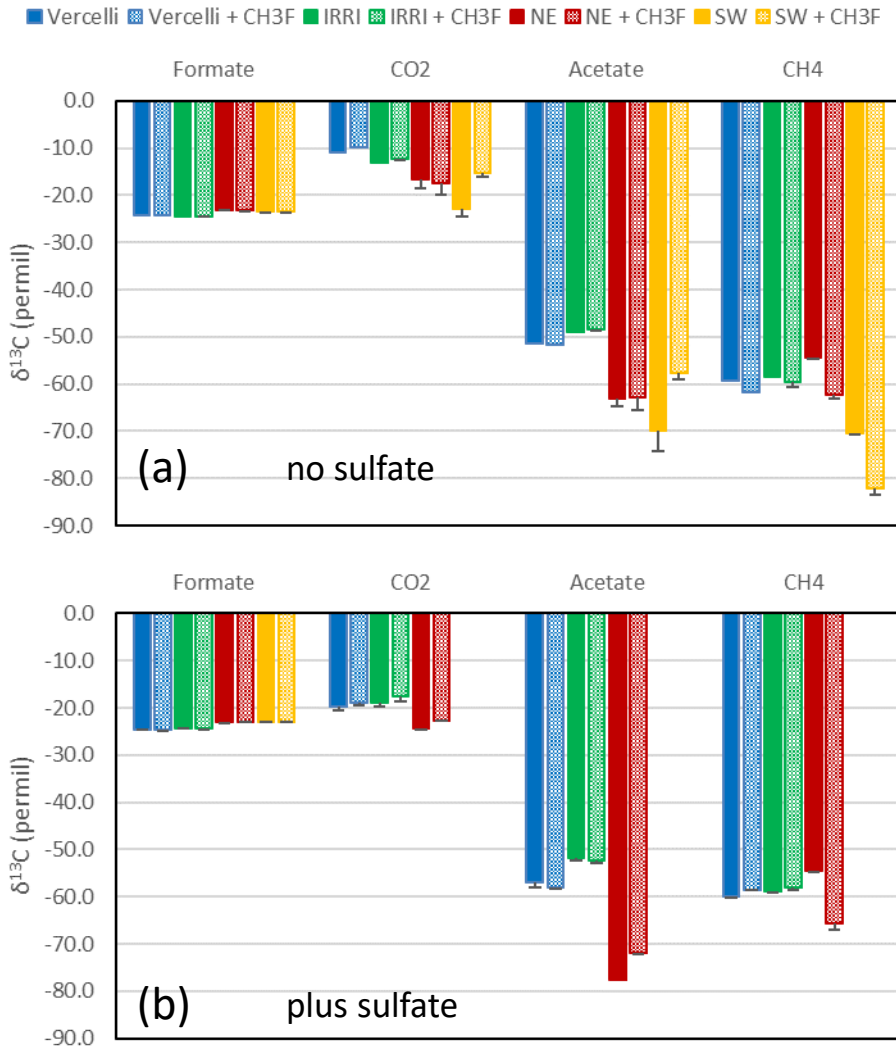 Vercelli Vercelli + CH3F IRRI IRRI + CH3F NE NE + CH3F SW SW + CH3F
Formate CO2 Acetate CH4
0.0
-10.0
-20.0
-30.0
-40.0
-50.0
-60.0
-70.0
-80.0
-90.0
δ¹³C (permil)
(a) no sulfate
Formate CO2 Acetate CH4
0.0
-10.0
-20.0
-30.0
-40.0
-50.0
-60.0
-70.0
-80.0
-90.0
δ¹³C (permil)
(b) plus sulfate